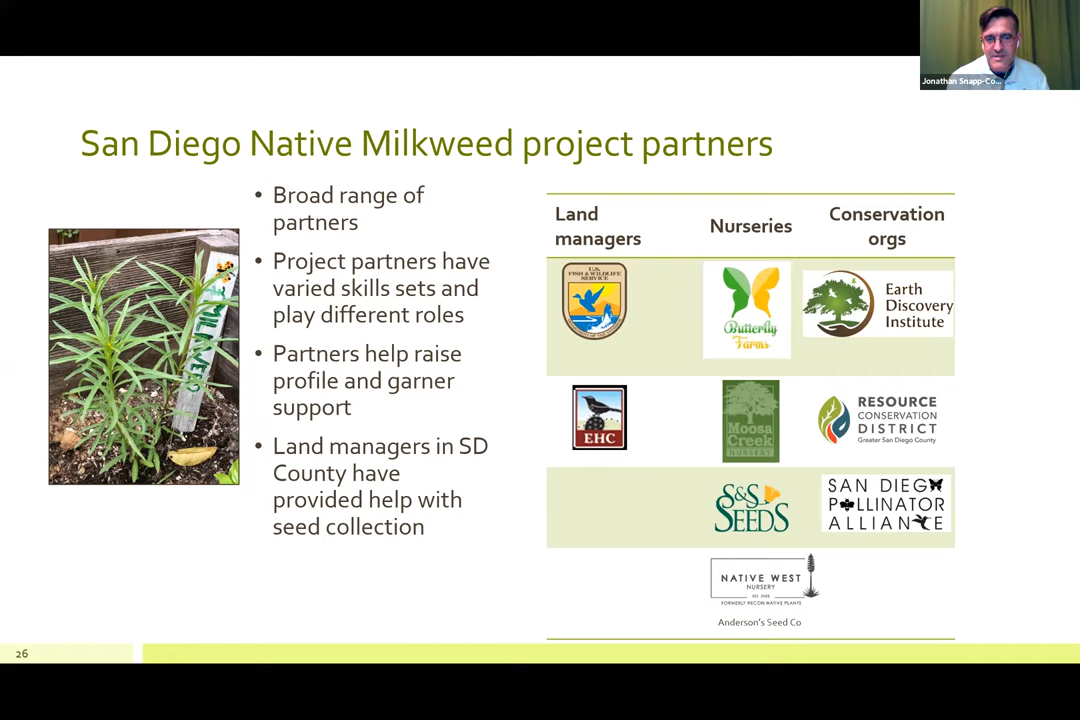 Jonathan Snapp-Co...
San Diego Native Milkweed project partners
• Broad range of
partners
• Project partners have
varied skills sets and
play different roles
• Partners help raise
profile and garner
support
• Land managers in SD
County have
provided help with
seed collection
MILKWEED
Land
managers
Nurseries
Conservation
orgs
U.S.
FISH & WILDLIFE
SERVICE
Butterfly
Farms
Earth
Discovery
Institute
EHC
Moosa
Creek
NURSERY
RESOURCE
CONSERVATION
DISTRICT
Greater San Diego County
S&S
SEEDS
SAN DIEGO
POLLINATOR
ALLIANCE
NATIVE WEST
NURSERY
FORMERLY RECON NATIVE PLANTS
Anderson's Seed Co
26